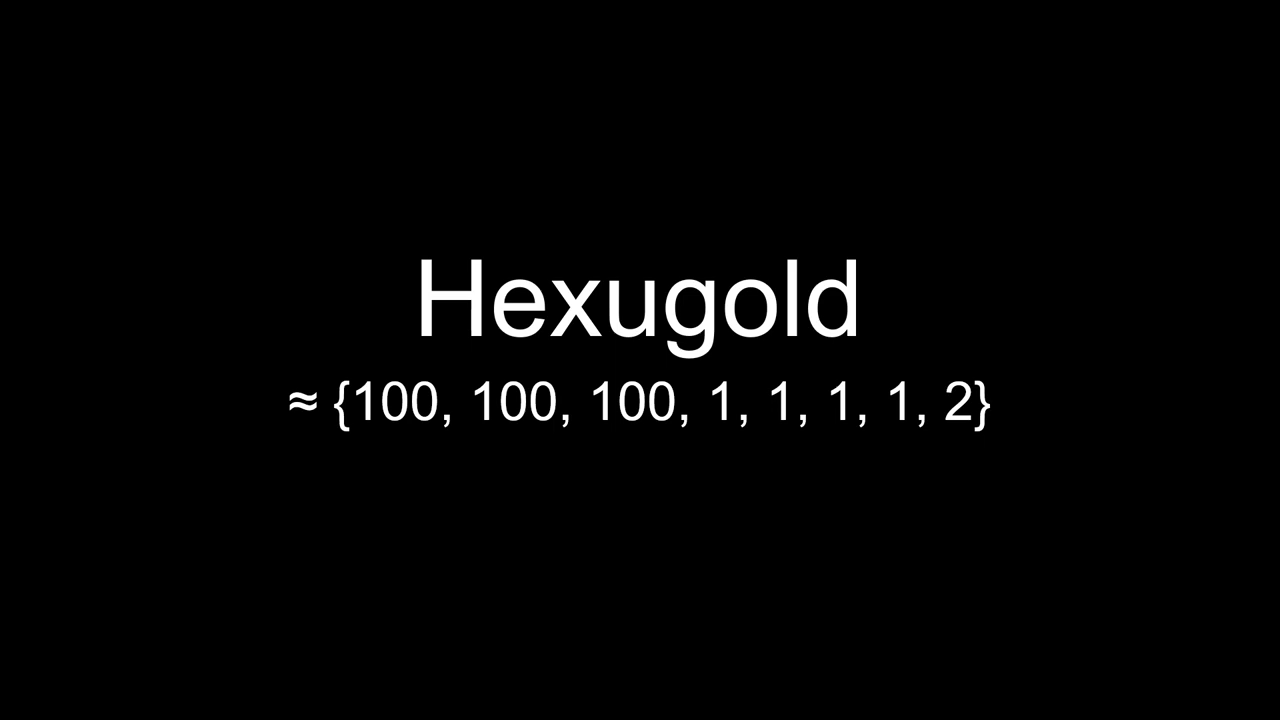 Hexugold
≈ {100, 100, 100, 1, 1, 1, 1, 2}